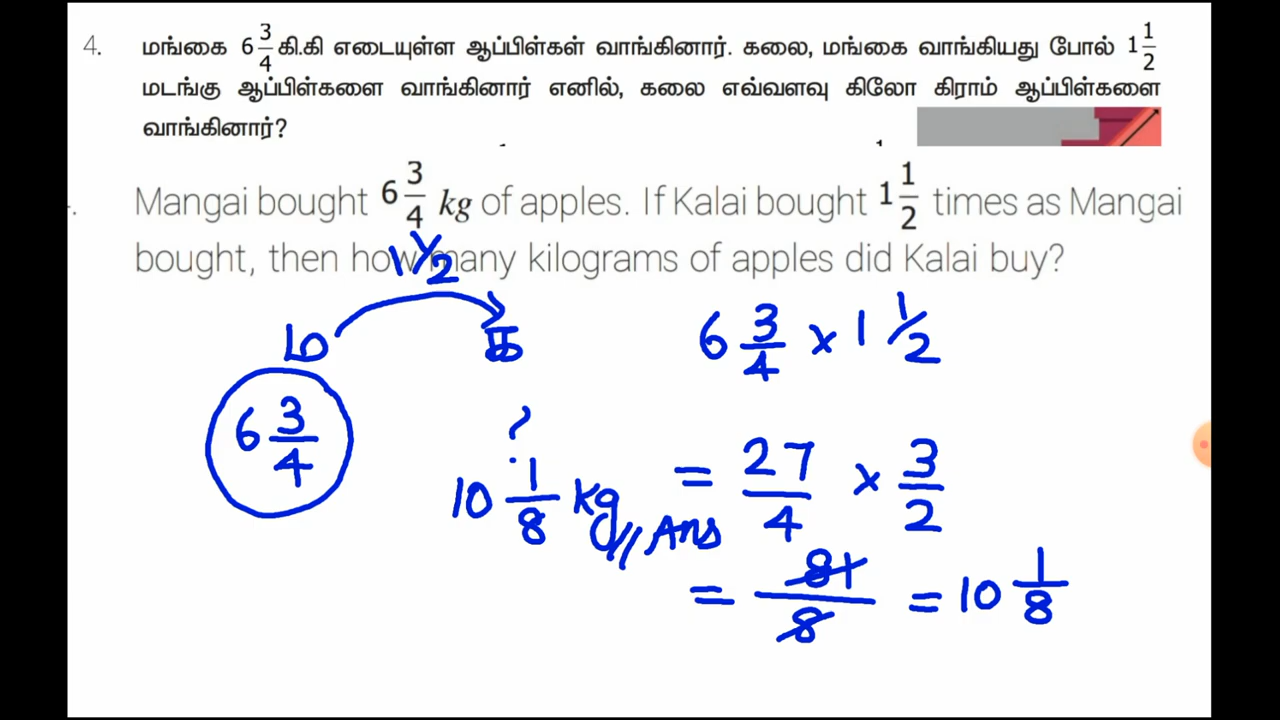 4. மங்கை 6 3/4 கி.கி எடையுள்ள ஆப்பிள்கள் வாங்கினார். கலை, மங்கை வாங்கியது போல் 1 1/2
மடங்கு ஆப்பிள்களை வாங்கினார் எனில், கலை எவ்வளவு கிலோ கிராம் ஆப்பிள்களை
வாங்கினார்?
Mangai bought 6 3/4 kg of apples. If Kalai bought 1 1/2 times as Mangai
bought, then how many kilograms of apples did Kalai buy?
1 1/2
ம க
6 3/4
?
10 1/8 kg // Ans
6 3/4 x 1 1/2
= 27/4 x 3/2
= 81/8 = 10 1/8